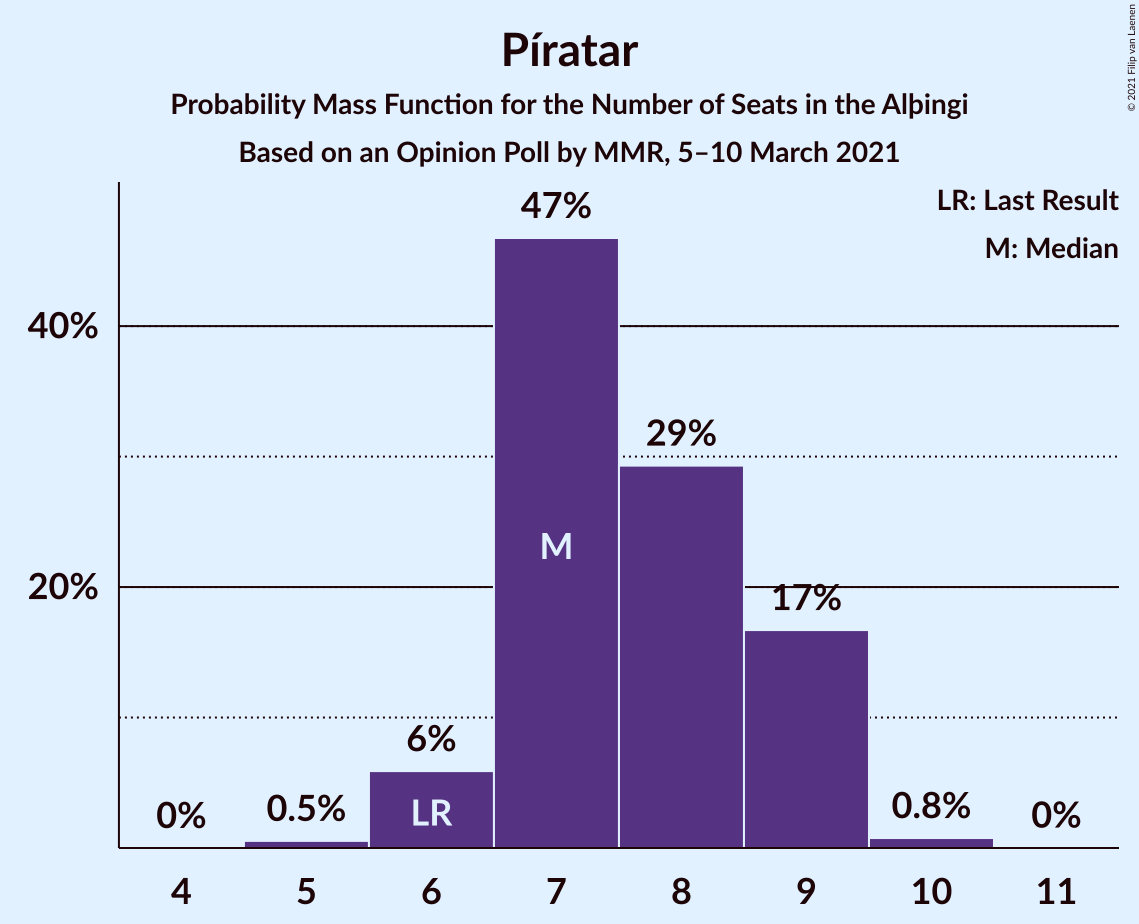 Píratar
Probability Mass Function for the Number of Seats in the Alþingi
Based on an Opinion Poll by MMR, 5–10 March 2021
© 2021 Filip van Laenen
LR: Last Result
M: Median
40%
20%
0%
0.5%
6%
47%
29%
17%
0.8%
0%
LR
M
4
5
6
7
8
9
10
11